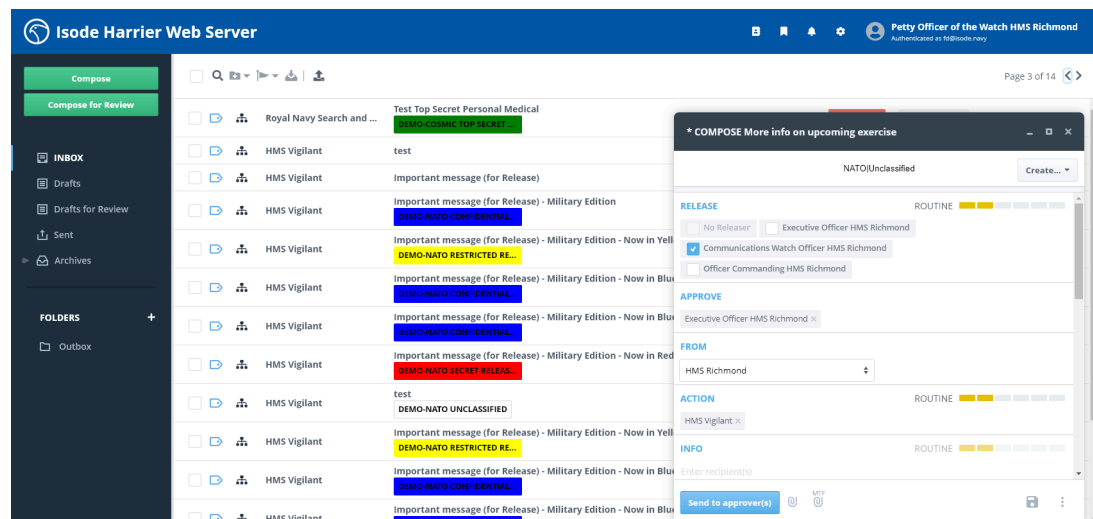 Isode Harrier Web Server
Petty Officer of the Watch HMS Richmond
Authenticated as fd@isode.navy
Compose
Compose for Review
INBOX
Drafts
Drafts for Review
Sent
Archives
FOLDERS +
Outbox
Page 3 of 14
Royal Navy Search and ...
Test Top Secret Personal Medical
DEMO-COSMIC TOP SECRET ...
HMS Vigilant
test
HMS Vigilant
Important message (for Release)
HMS Vigilant
Important message (for Release) - Military Edition
DEMO-NATO CONFIDENTIAL...
HMS Vigilant
Important message (for Release) - Military Edition - Now in Yell
DEMO-NATO RESTRICTED RE...
HMS Vigilant
Important message (for Release) - Military Edition - Now in Blue
DEMO-NATO CONFIDENTIAL...
HMS Vigilant
Important message (for Release) - Military Edition - Now in Blue
DEMO-NATO CONFIDENTIAL...
HMS Vigilant
Important message (for Release) - Military Edition - Now in Red
DEMO-NATO SECRET RELEAS...
HMS Vigilant
test
DEMO-NATO UNCLASSIFIED
HMS Vigilant
Important message (for Release) - Military Edition - Now in Yell
DEMO-NATO RESTRICTED RE...
HMS Vigilant
Important message (for Release) - Military Edition - Now in Blue
DEMO-NATO CONFIDENTIAL...
HMS Vigilant
Important message (for Release) - Military Edition - Now in Blue
* COMPOSE More info on upcoming exercise
NATO|Unclassified
Create...
RELEASE ROUTINE
No Releaser Executive Officer HMS Richmond
Communications Watch Officer HMS Richmond
Officer Commanding HMS Richmond
APPROVE
Executive Officer HMS Richmond ×
FROM
HMS Richmond
ACTION ROUTINE
HMS Vigilant ×
INFO ROUTINE
Enter recipient(s)
Send to approver(s) MTF